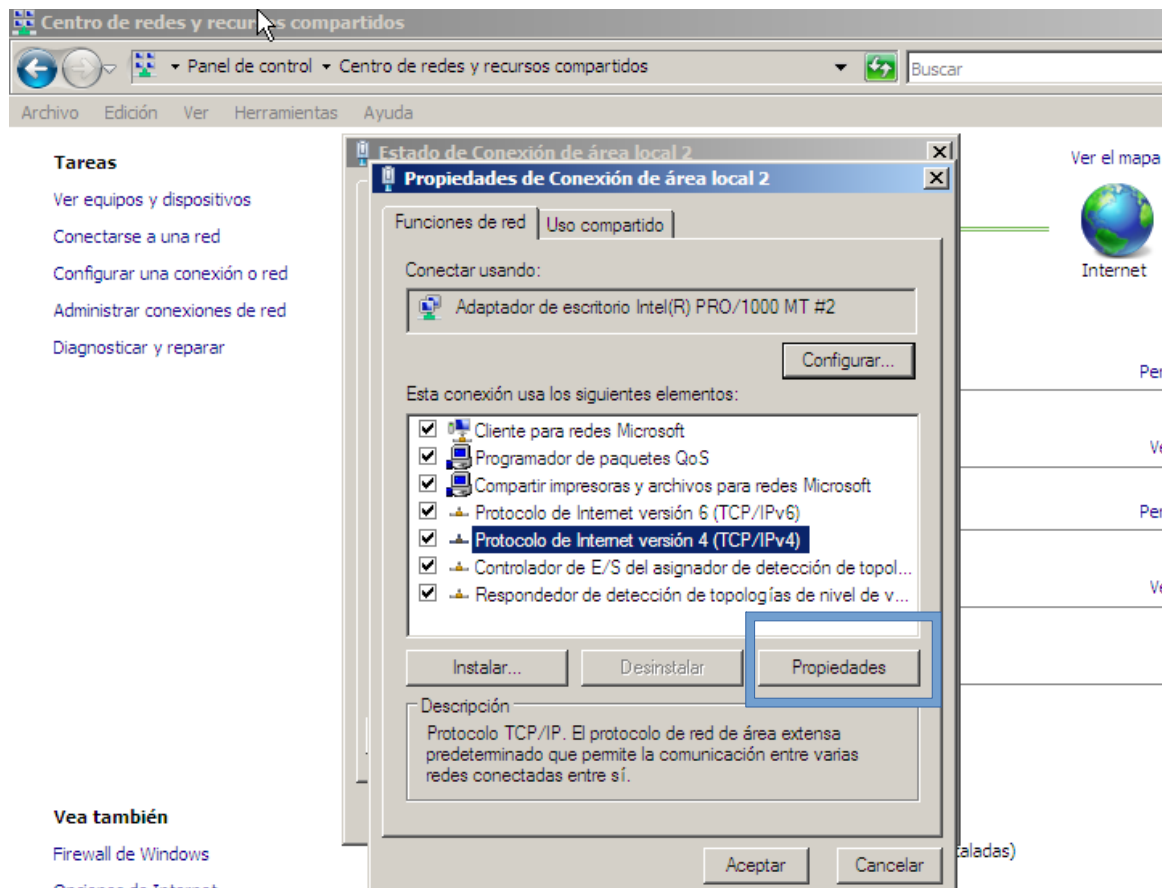 Centro de redes y recursos compartidos
Panel de control Centro de redes y recursos compartidos
Buscar
Archivo Edición Ver Herramientas Ayuda
Tareas
Ver equipos y dispositivos
Conectarse a una red
Configurar una conexión o red
Administrar conexiones de red
Diagnosticar y reparar
Vea también
Firewall de Windows
Opciones de Internet
Estado de Conexión de área local 2
Propiedades de Conexión de área local 2
Funciones de red
Uso compartido
Conectar usando:
Adaptador de escritorio Intel(R) PRO/1000 MT #2
Configurar...
Esta conexión usa los siguientes elementos:
Cliente para redes Microsoft
Programador de paquetes QoS
Compartir impresoras y archivos para redes Microsoft
Protocolo de Internet versión 6 (TCP/IPv6)
Protocolo de Internet versión 4 (TCP/IPv4)
Controlador de E/S del asignador de detección de topol...
Respondedor de detección de topologías de nivel de v...
Instalar...
Desinstalar
Propiedades
Descripción
Protocolo TCP/IP. El protocolo de red de área extensa
predeterminado que permite la comunicación entre varias
redes conectadas entre sí.
Aceptar
Cancelar
Ver el mapa
Internet
Per
Ve
Per
Ve
taladas)